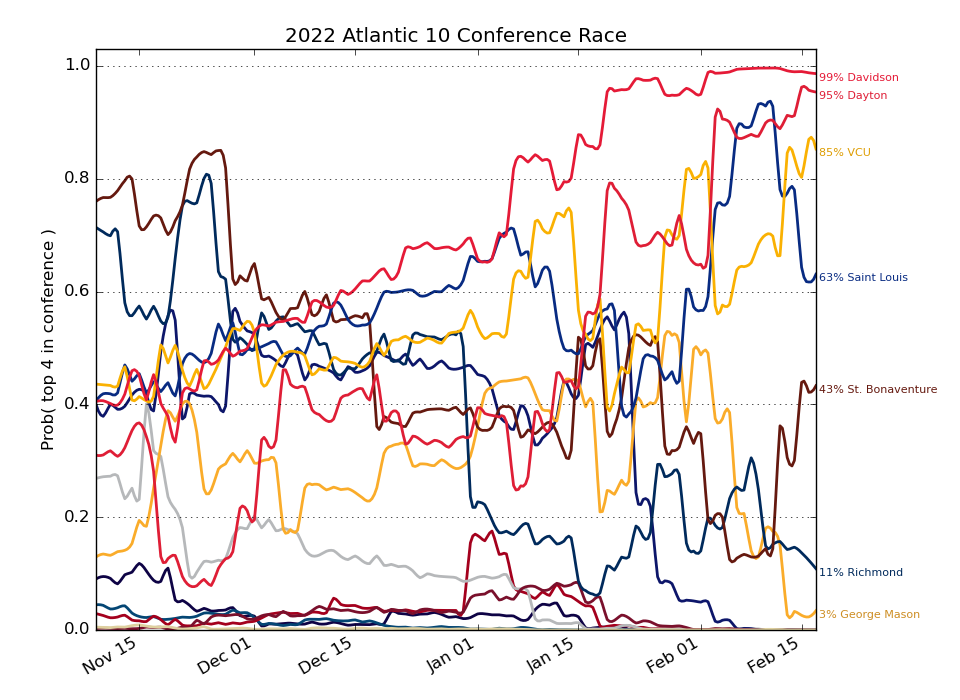 2022 Atlantic 10 Conference Race
Prob( top 4 in conference )
1.0
0.8
0.6
0.4
0.2
0.0
Nov 15
Dec 01
Dec 15
Jan 01
Jan 15
Feb 01
Feb 15
99% Davidson
95% Dayton
85% VCU
63% Saint Louis
43% St. Bonaventure
11% Richmond
3% George Mason